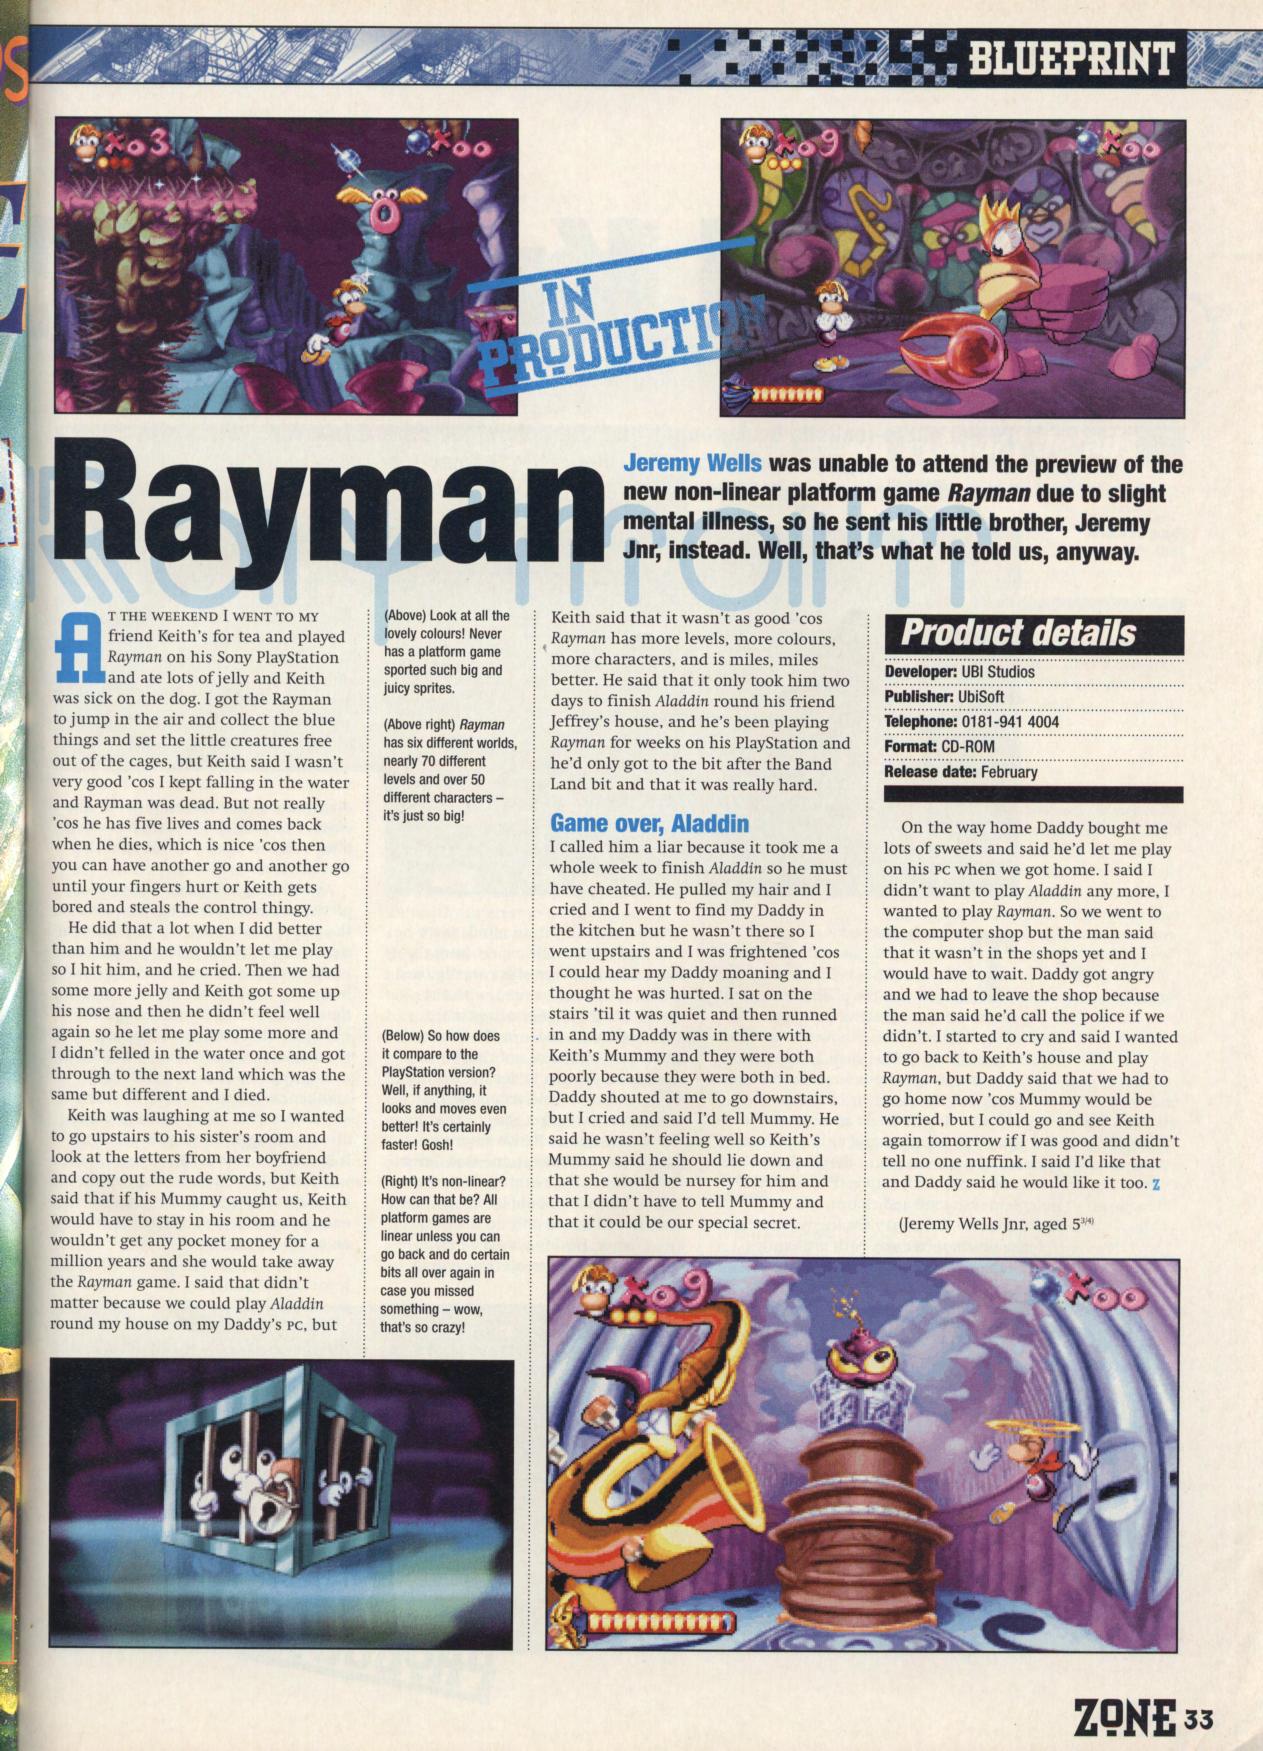 BLUEPRINT
x03
x00
x09
x00
IN
PRODUCTION
Rayman
Jeremy Wells was unable to attend the preview of the
new non-linear platform game Rayman due to slight
mental illness, so he sent his little brother, Jeremy
Jnr, instead. Well, that's what he told us, anyway.
AT THE WEEKEND I WENT TO MY
friend Keith's for tea and played
Rayman on his Sony PlayStation
and ate lots of jelly and Keith
was sick on the dog. I got the Rayman
to jump in the air and collect the blue
things and set the little creatures free
out of the cages, but Keith said I wasn't
very good 'cos I kept falling in the water
and Rayman was dead. But not really
'cos he has five lives and comes back
when he dies, which is nice 'cos then
you can have another go and another go
until your fingers hurt or Keith gets
bored and steals the control thingy.
He did that a lot when I did better
than him and he wouldn't let me play
so I hit him, and he cried. Then we had
some more jelly and Keith got some up
his nose and then he didn't feel well
again so he let me play some more and
I didn't felled in the water once and got
through to the next land which was the
same but different and I died.
Keith was laughing at me so I wanted
to go upstairs to his sister's room and
look at the letters from her boyfriend
and copy out the rude words, but Keith
said that if his Mummy caught us, Keith
would have to stay in his room and he
wouldn't get any pocket money for a
million years and she would take away
the Rayman game. I said that didn't
matter because we could play Aladdin
round my house on my Daddy's PC, but
(Above) Look at all the
lovely colours! Never
has a platform game
sported such big and
juicy sprites.
(Above right) Rayman
has six different worlds,
nearly 70 different
levels and over 50
different characters –
it's just so big!
(Below) So how does
it compare to the
PlayStation version?
Well, if anything, it
looks and moves even
better! It's certainly
faster! Gosh!
(Right) It's non-linear?
How can that be? All
platform games are
linear unless you can
go back and do certain
bits all over again in
case you missed
something – wow,
that's so crazy!
Keith said that it wasn't as good 'cos
Rayman has more levels, more colours,
more characters, and is miles, miles
better. He said that it only took him two
days to finish Aladdin round his friend
Jeffrey's house, and he's been playing
Rayman for weeks on his PlayStation and
he'd only got to the bit after the Band
Land bit and that it was really hard.
Game over, Aladdin
I called him a liar because it took me a
whole week to finish Aladdin so he must
have cheated. He pulled my hair and I
cried and I went to find my Daddy in
the kitchen but he wasn't there so I
went upstairs and I was frightened 'cos
I could hear my Daddy moaning and I
thought he was hurted. I sat on the
stairs 'til it was quiet and then runned
in and my Daddy was in there with
Keith's Mummy and they were both
poorly because they were both in bed.
Daddy shouted at me to go downstairs,
but I cried and said I'd tell Mummy. He
said he wasn't feeling well so Keith's
Mummy said he should lie down and
that she would be nursey for him and
that I didn't have to tell Mummy and
that it could be our special secret.
Product details
Developer: UBI Studios
Publisher: UbiSoft
Telephone: 0181-941 4004
Format: CD-ROM
Release date: February
On the way home Daddy bought me
lots of sweets and said he'd let me play
on his PC when we got home. I said I
didn't want to play Aladdin any more, I
wanted to play Rayman. So we went to
the computer shop but the man said
that it wasn't in the shops yet and I
would have to wait. Daddy got angry
and we had to leave the shop because
the man said he'd call the police if we
didn't. I started to cry and said I wanted
to go back to Keith's house and play
Rayman, but Daddy said that we had to
go home now 'cos Mummy would be
worried, but I could go and see Keith
again tomorrow if I was good and didn't
tell no one nuffink. I said I'd like that
and Daddy said he would like it too. Z
(Jeremy Wells Jnr, aged 5 3/4)
x09
x00
ZONE 33